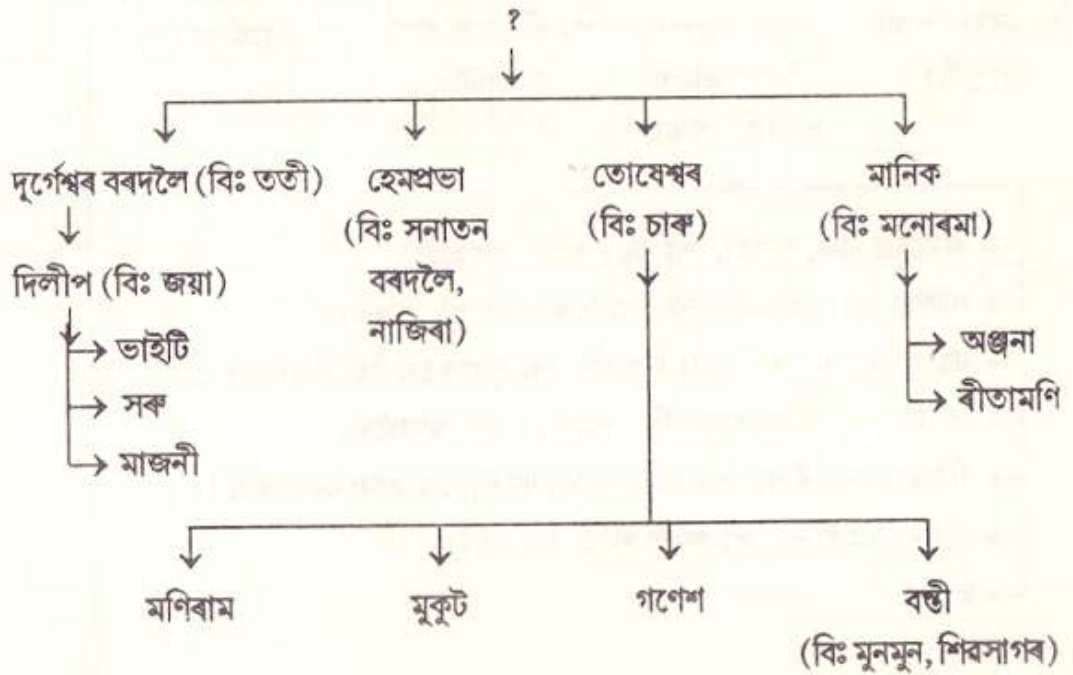 ?
দুৰ্গেশ্বৰ বৰদলৈ (বিঃ ততী) হেমপ্ৰভা তোষেশ্বৰ মানিক
(বিঃ সনাতন (বিঃ চাৰু) (বিঃ মনোৰমা)
দিলীপ (বিঃ জয়া) বৰদলৈ,
নাজিৰা)
ভাইটি অঞ্জনা
সৰু ৰীতামণি
মাজনী
মণিৰাম মুকুট গণেশ বন্তী
(বিঃ মুনমুন, শিৱসাগৰ)